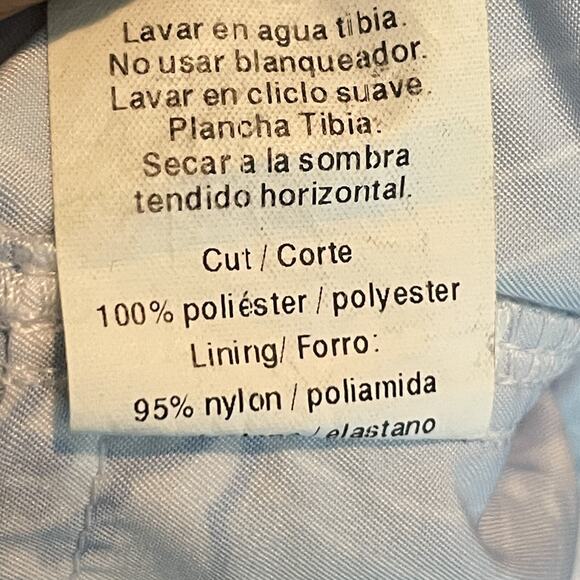 Lavar en agua tibia.
No usar blanqueador.
Lavar en cliclo suave.
Plancha Tibia:
Secar a la sombra
tendido horizontal.
Cut / Corte
100% poliéster / polyester
Lining/ Forro:
95% nylon / poliamida
/ elastano